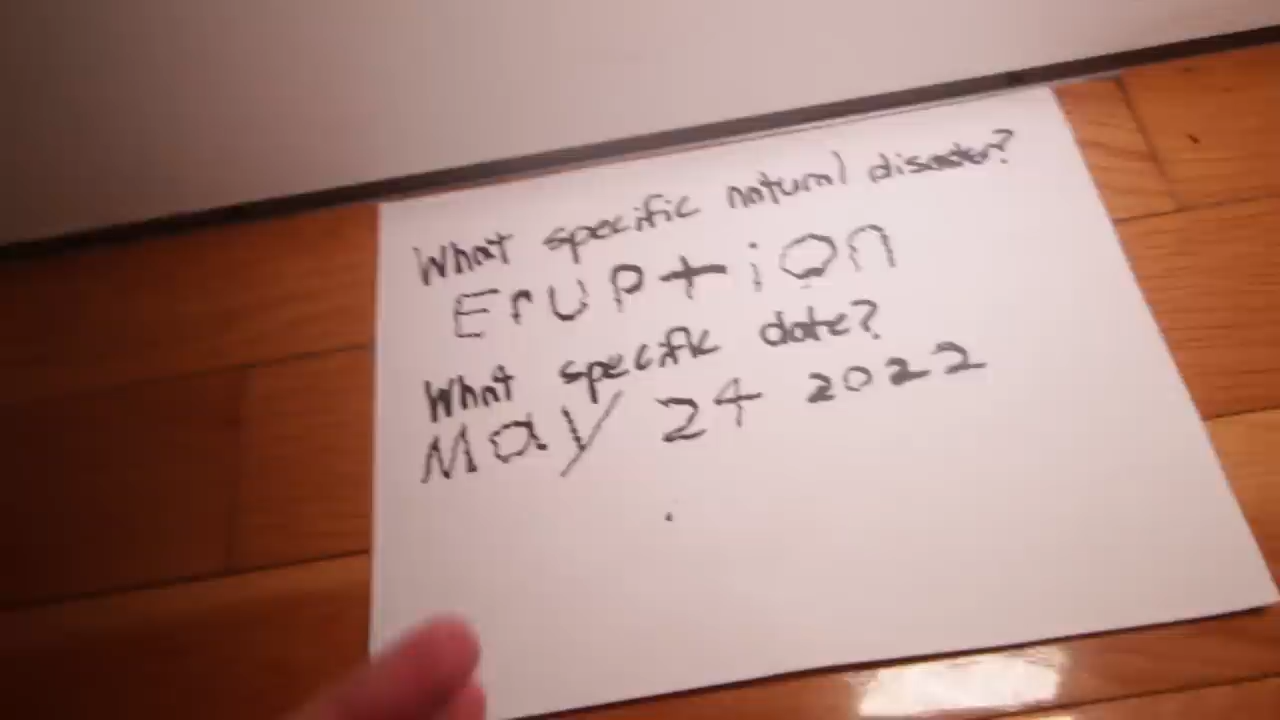 What specific natural disaster?
Eruption
What specific date?
May 24 2022